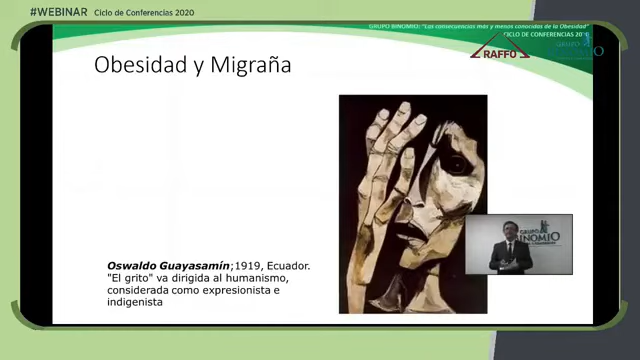 #WEBINAR Ciclo de Conferencias 2020
GRUPO BINOMIO: "Las consecuencias más y menos conocidas de la Obesidad"
CICLO DE CONFERENCIAS
RAFFO
GRUPO
Obesidad y Migraña
GRUPO
BINOMIO
Oswaldo Guayasamín;1919, Ecuador.
"El grito" va dirigida al humanismo,
considerada como expresionista e
indigenista